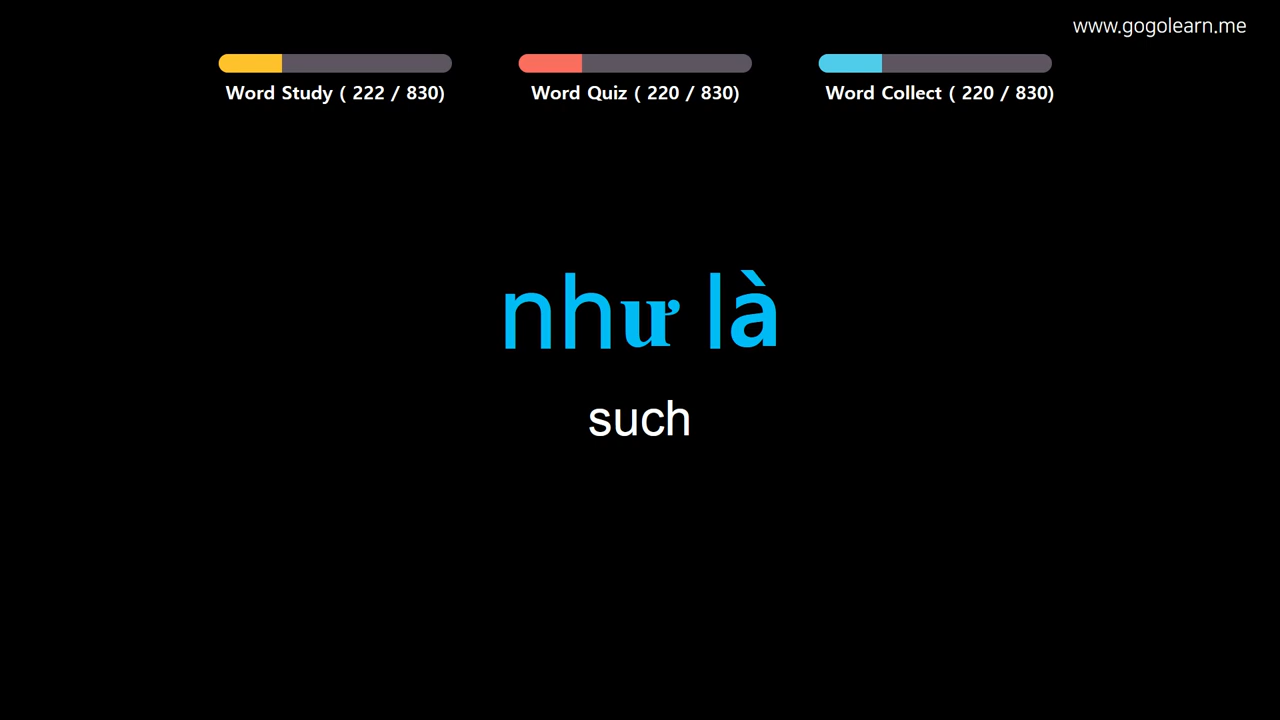 www.gogolearn.me
Word Study ( 222 / 830)
Word Quiz ( 220 / 830)
Word Collect ( 220 / 830)
như là
such